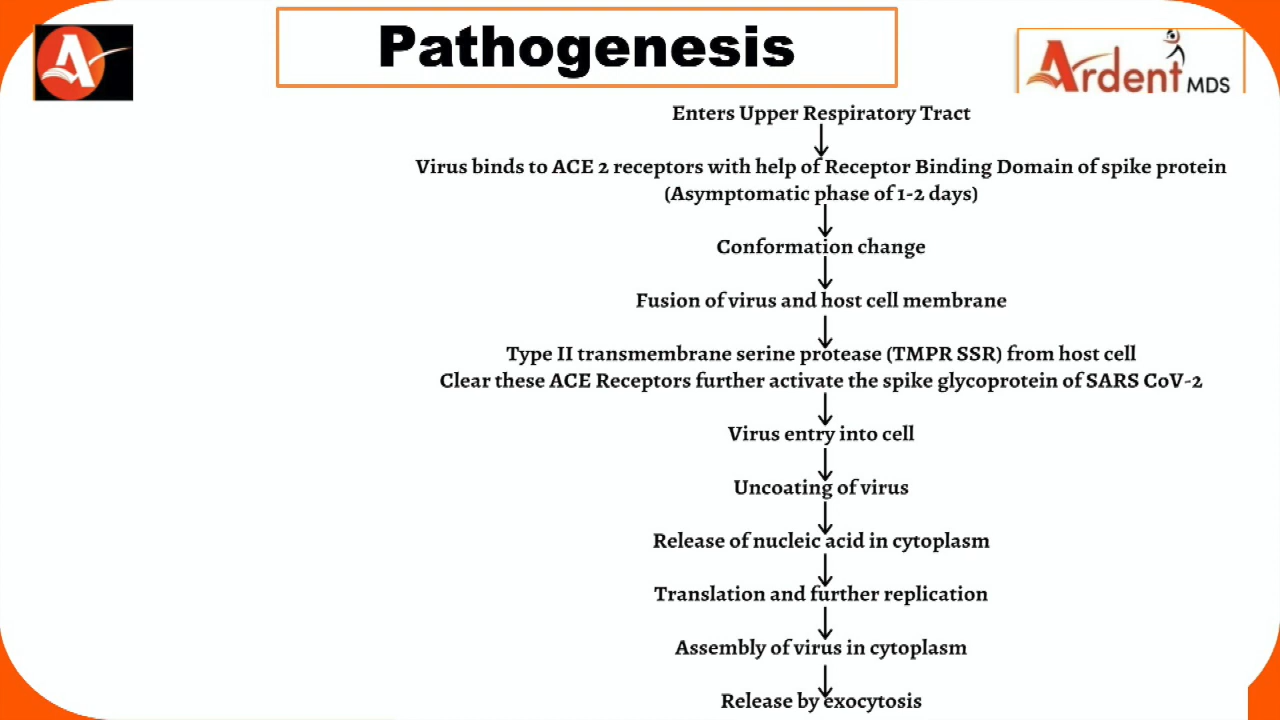 Pathogenesis
Ardent MDS
Enters Upper Respiratory Tract
Virus binds to ACE 2 receptors with help of Receptor Binding Domain of spike protein
(Asymptomatic phase of 1-2 days)
Conformation change
Fusion of virus and host cell membrane
Type II transmembrane serine protease (TMPR SSR) from host cell
Clear these ACE Receptors further activate the spike glycoprotein of SARS CoV-2
Virus entry into cell
Uncoating of virus
Release of nucleic acid in cytoplasm
Translation and further replication
Assembly of virus in cytoplasm
Release by exocytosis